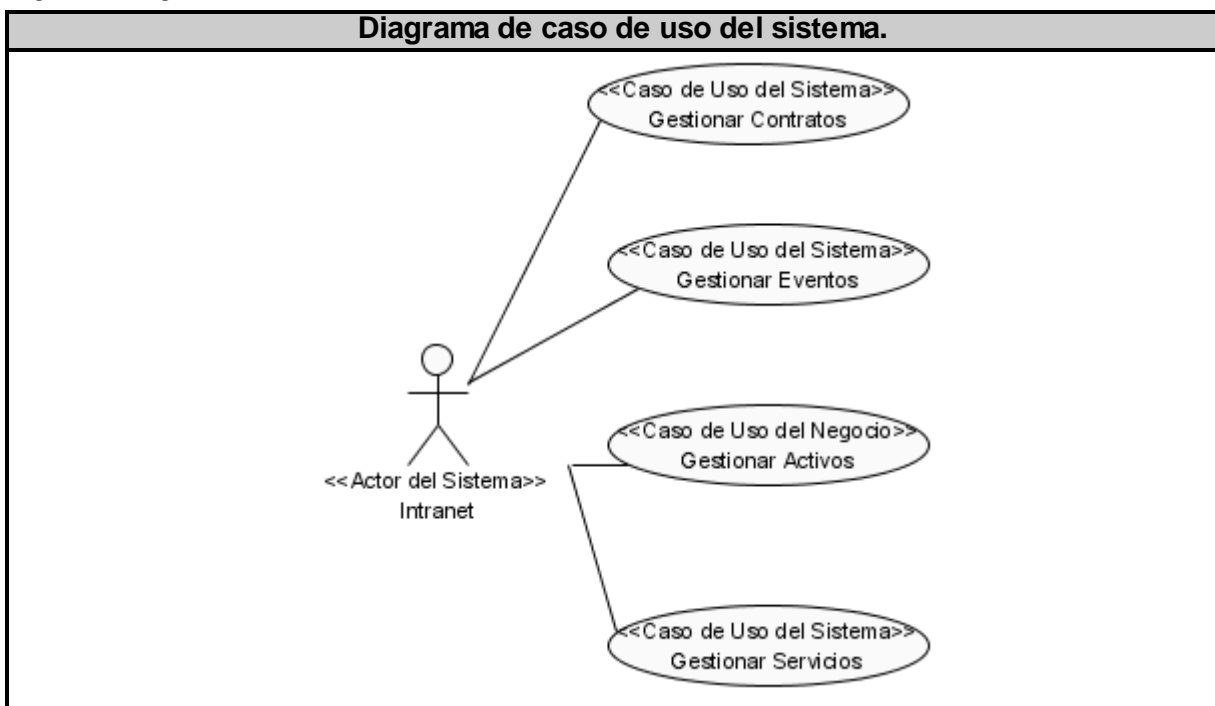 Diagrama de caso de uso del sistema.
<<Caso de Uso del Sistema>>
Gestionar Contratos
<<Caso de Uso del Sistema>>
Gestionar Eventos
<<Caso de Uso del Negocio>>
Gestionar Activos
<<Actor del Sistema>>
Intranet
<<Caso de Uso del Sistema>>
Gestionar Servicios